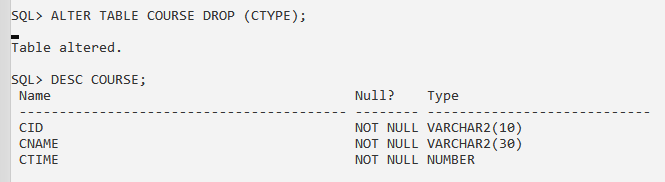 SQL> ALTER TABLE COURSE DROP (CTYPE);
Table altered.
SQL> DESC COURSE;
Name                                      Null?    Type
----------------------------------------- -------- ----------------------------
CID                                       NOT NULL VARCHAR2(10)
CNAME                                     NOT NULL VARCHAR2(30)
CTIME                                     NOT NULL NUMBER